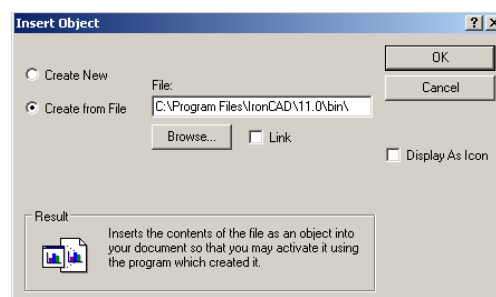 Insert Object
? X
OK
Cancel
Create New
Create from File
File:
C:\Program Files\IronCAD\11.0\bin\
Browse...
Link
Display As Icon
Result
Inserts the contents of the file as an object into
your document so that you may activate it using
the program which created it.